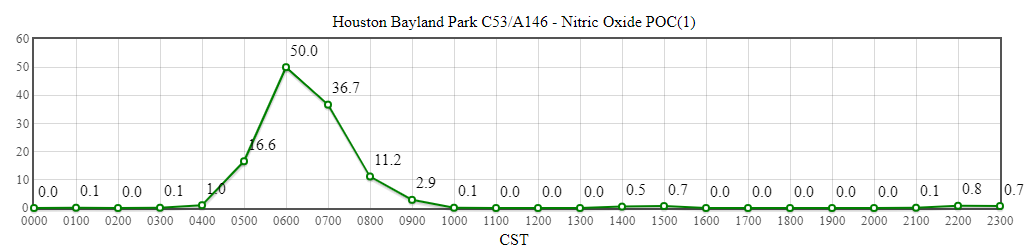 Houston Bayland Park C53/A146 - Nitric Oxide POC(1)
60
50
40
30
20
10
0
0.0 0.1 0.0 0.1 1.0 16.6 50.0 36.7 11.2 2.9 0.1 0.0 0.0 0.0 0.5 0.7 0.0 0.0 0.0 0.0 0.0 0.1 0.8 0.7
0000 0100 0200 0300 0400 0500 0600 0700 0800 0900 1000 1100 1200 1300 1400 1500 1600 1700 1800 1900 2000 2100 2200 2300
CST